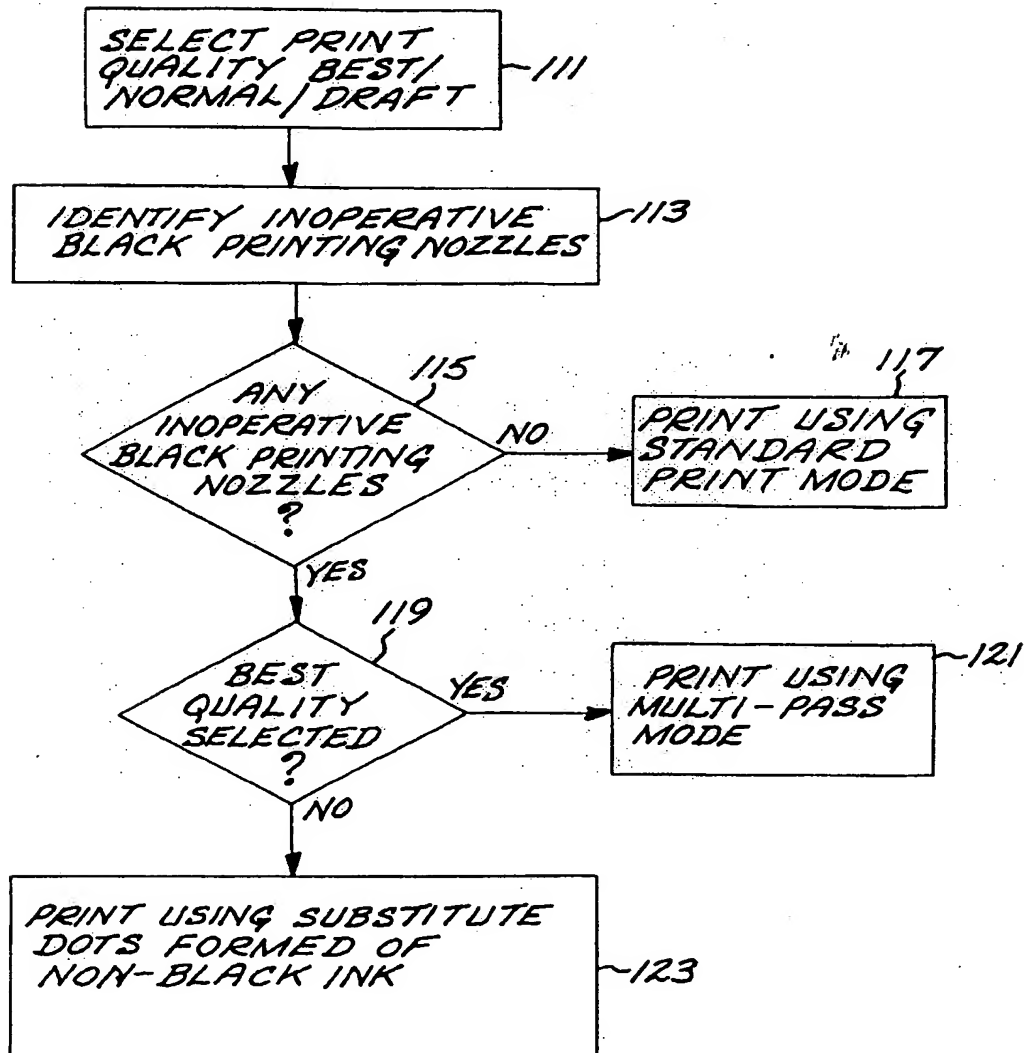 SELECT PRINT
QUALITY BEST/
NORMAL/DRAFT
111
IDENTIFY INOPERATIVE
BLACK PRINTING NOZZLES
113
115
ANY
INOPERATIVE
BLACK PRINTING
NOZZLES
?
NO
117
PRINT USING
STANDARD
PRINT MODE
YES
119
BEST
QUALITY
SELECTED
?
YES
121
PRINT USING
MULTI-PASS
MODE
NO
PRINT USING SUBSTITUTE
DOTS FORMED OF
NON-BLACK INK
123